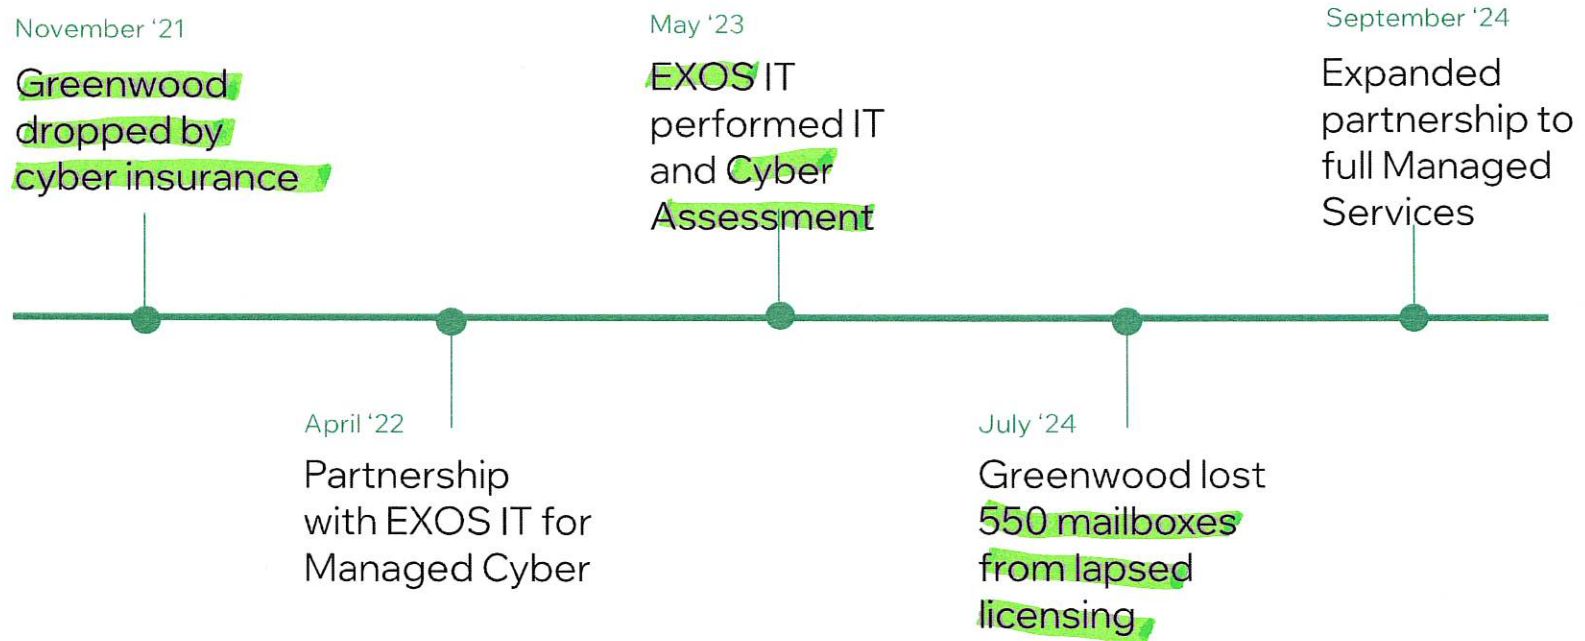 November ‘21
Greenwood
dropped by
cyber insurance
April ‘22
Partnership
with EXOS IT for
Managed Cyber
May ‘23
EXOS IT
performed IT
and Cyber
Assessment
July ‘24
Greenwood lost
550 mailboxes
from lapsed
licensing
September ‘24
Expanded
partnership to
full Managed
Services